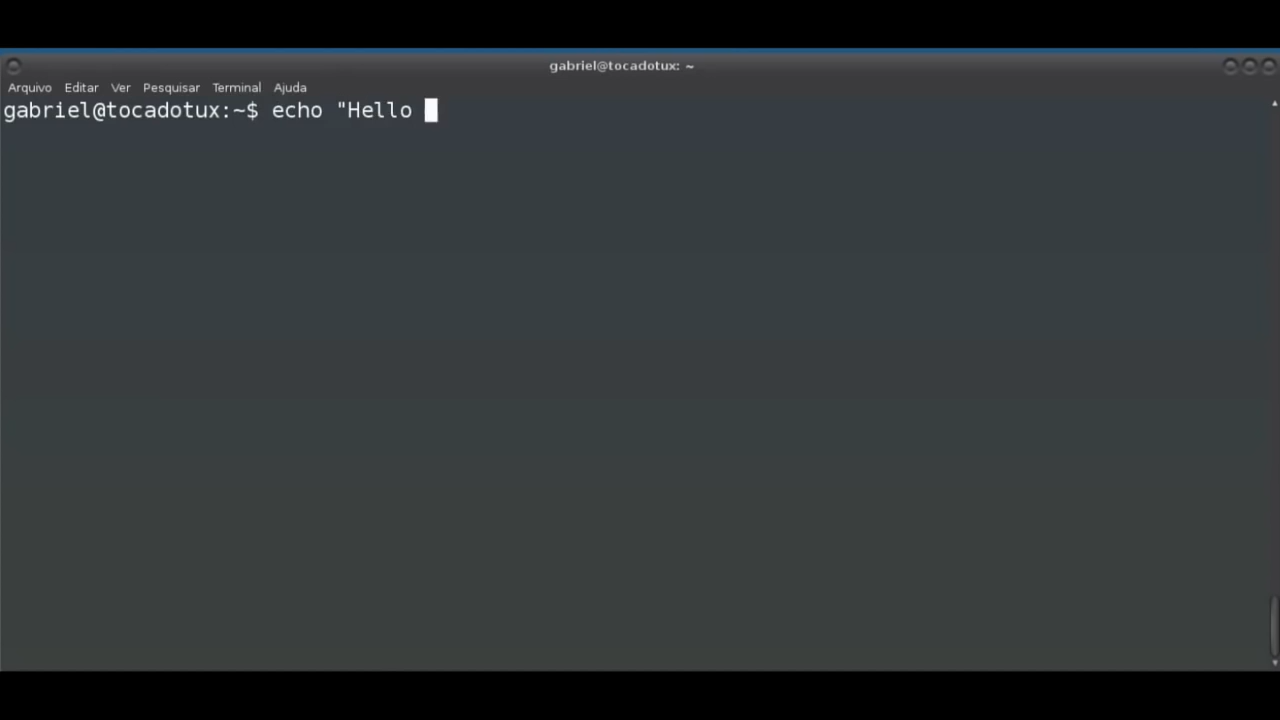 gabriel@tocadotux: ~
Arquivo Editar Ver Pesquisar Terminal Ajuda
gabriel@tocadotux:~$ echo "Hello